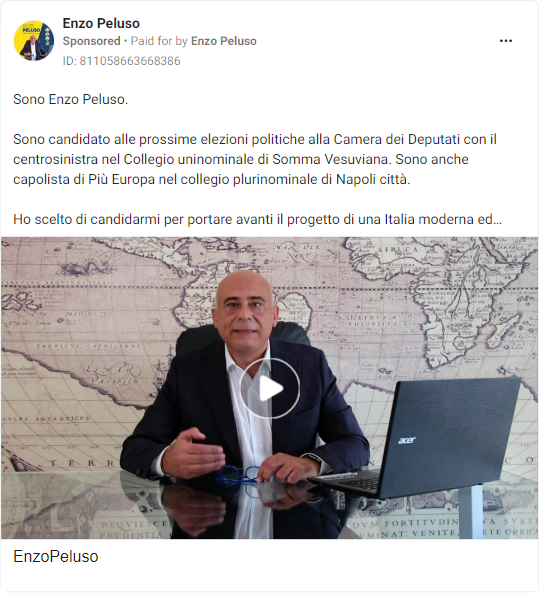 Enzo Peluso
Sponsored • Paid for by Enzo Peluso
ID: 811058663668386
Sono Enzo Peluso.
Sono candidato alle prossime elezioni politiche alla Camera dei Deputati con il
centrosinistra nel Collegio uninominale di Somma Vesuviana. Sono anche
capolista di Più Europa nel collegio plurinominale di Napoli città.
Ho scelto di candidarmi per portare avanti il progetto di una Italia moderna ed...
PELUSO
acer
EnzoPeluso